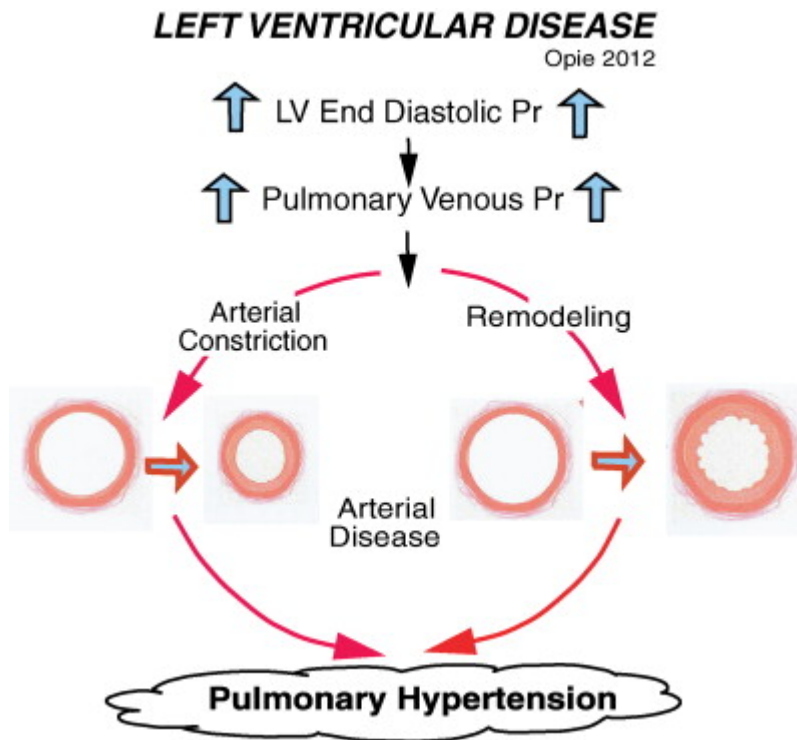 LEFT VENTRICULAR DISEASE
Opie 2012
LV End Diastolic Pr
Pulmonary Venous Pr
Arterial
Constriction
Remodeling
Arterial
Disease
Pulmonary Hypertension